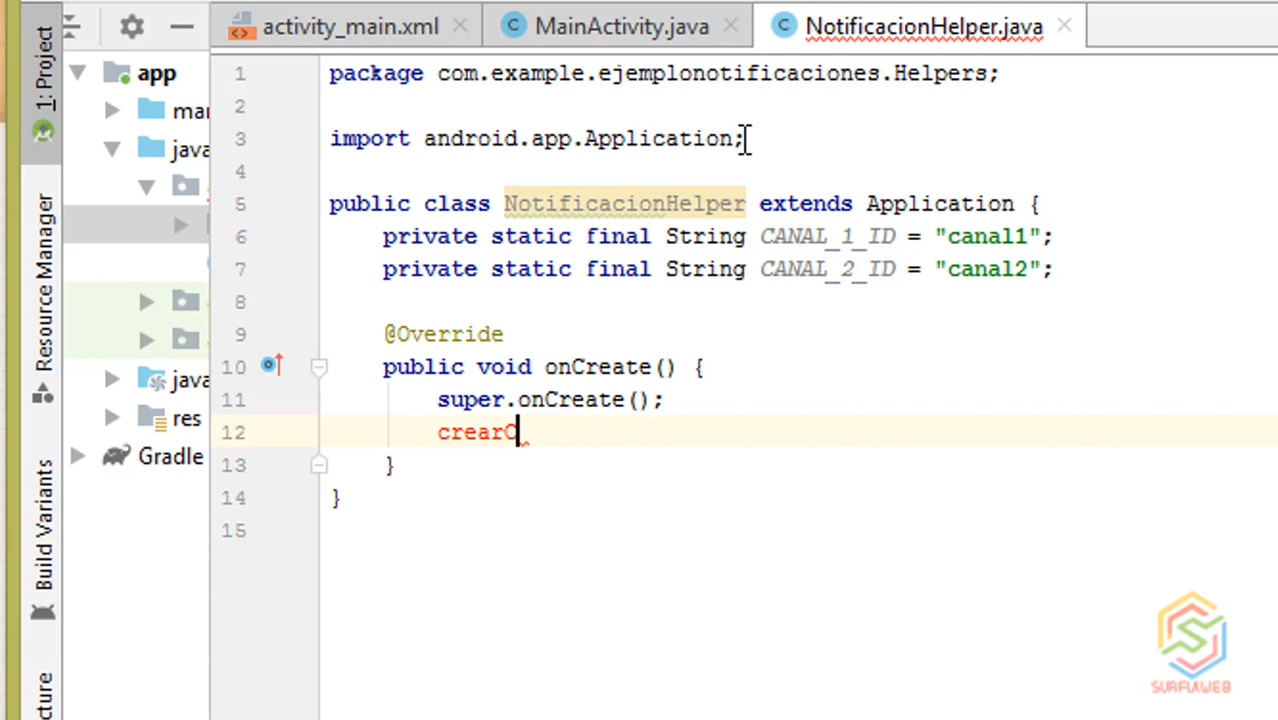 activity_main.xml
MainActivity.java
NotificacionHelper.java
1: Project
app
java
java
res
Gradle
Resource Manager
Build Variants
1 package com.example.ejemplonotificaciones.Helpers;
2
3 import android.app.Application;
4
5 public class NotificacionHelper extends Application {
6 private static final String CANAL_1_ID = "canal1";
7 private static final String CANAL_2_ID = "canal2";
8
9 @Override
10 public void onCreate() {
11 super.onCreate();
12 crearC
13 }
14 }
15
SURFULWEB